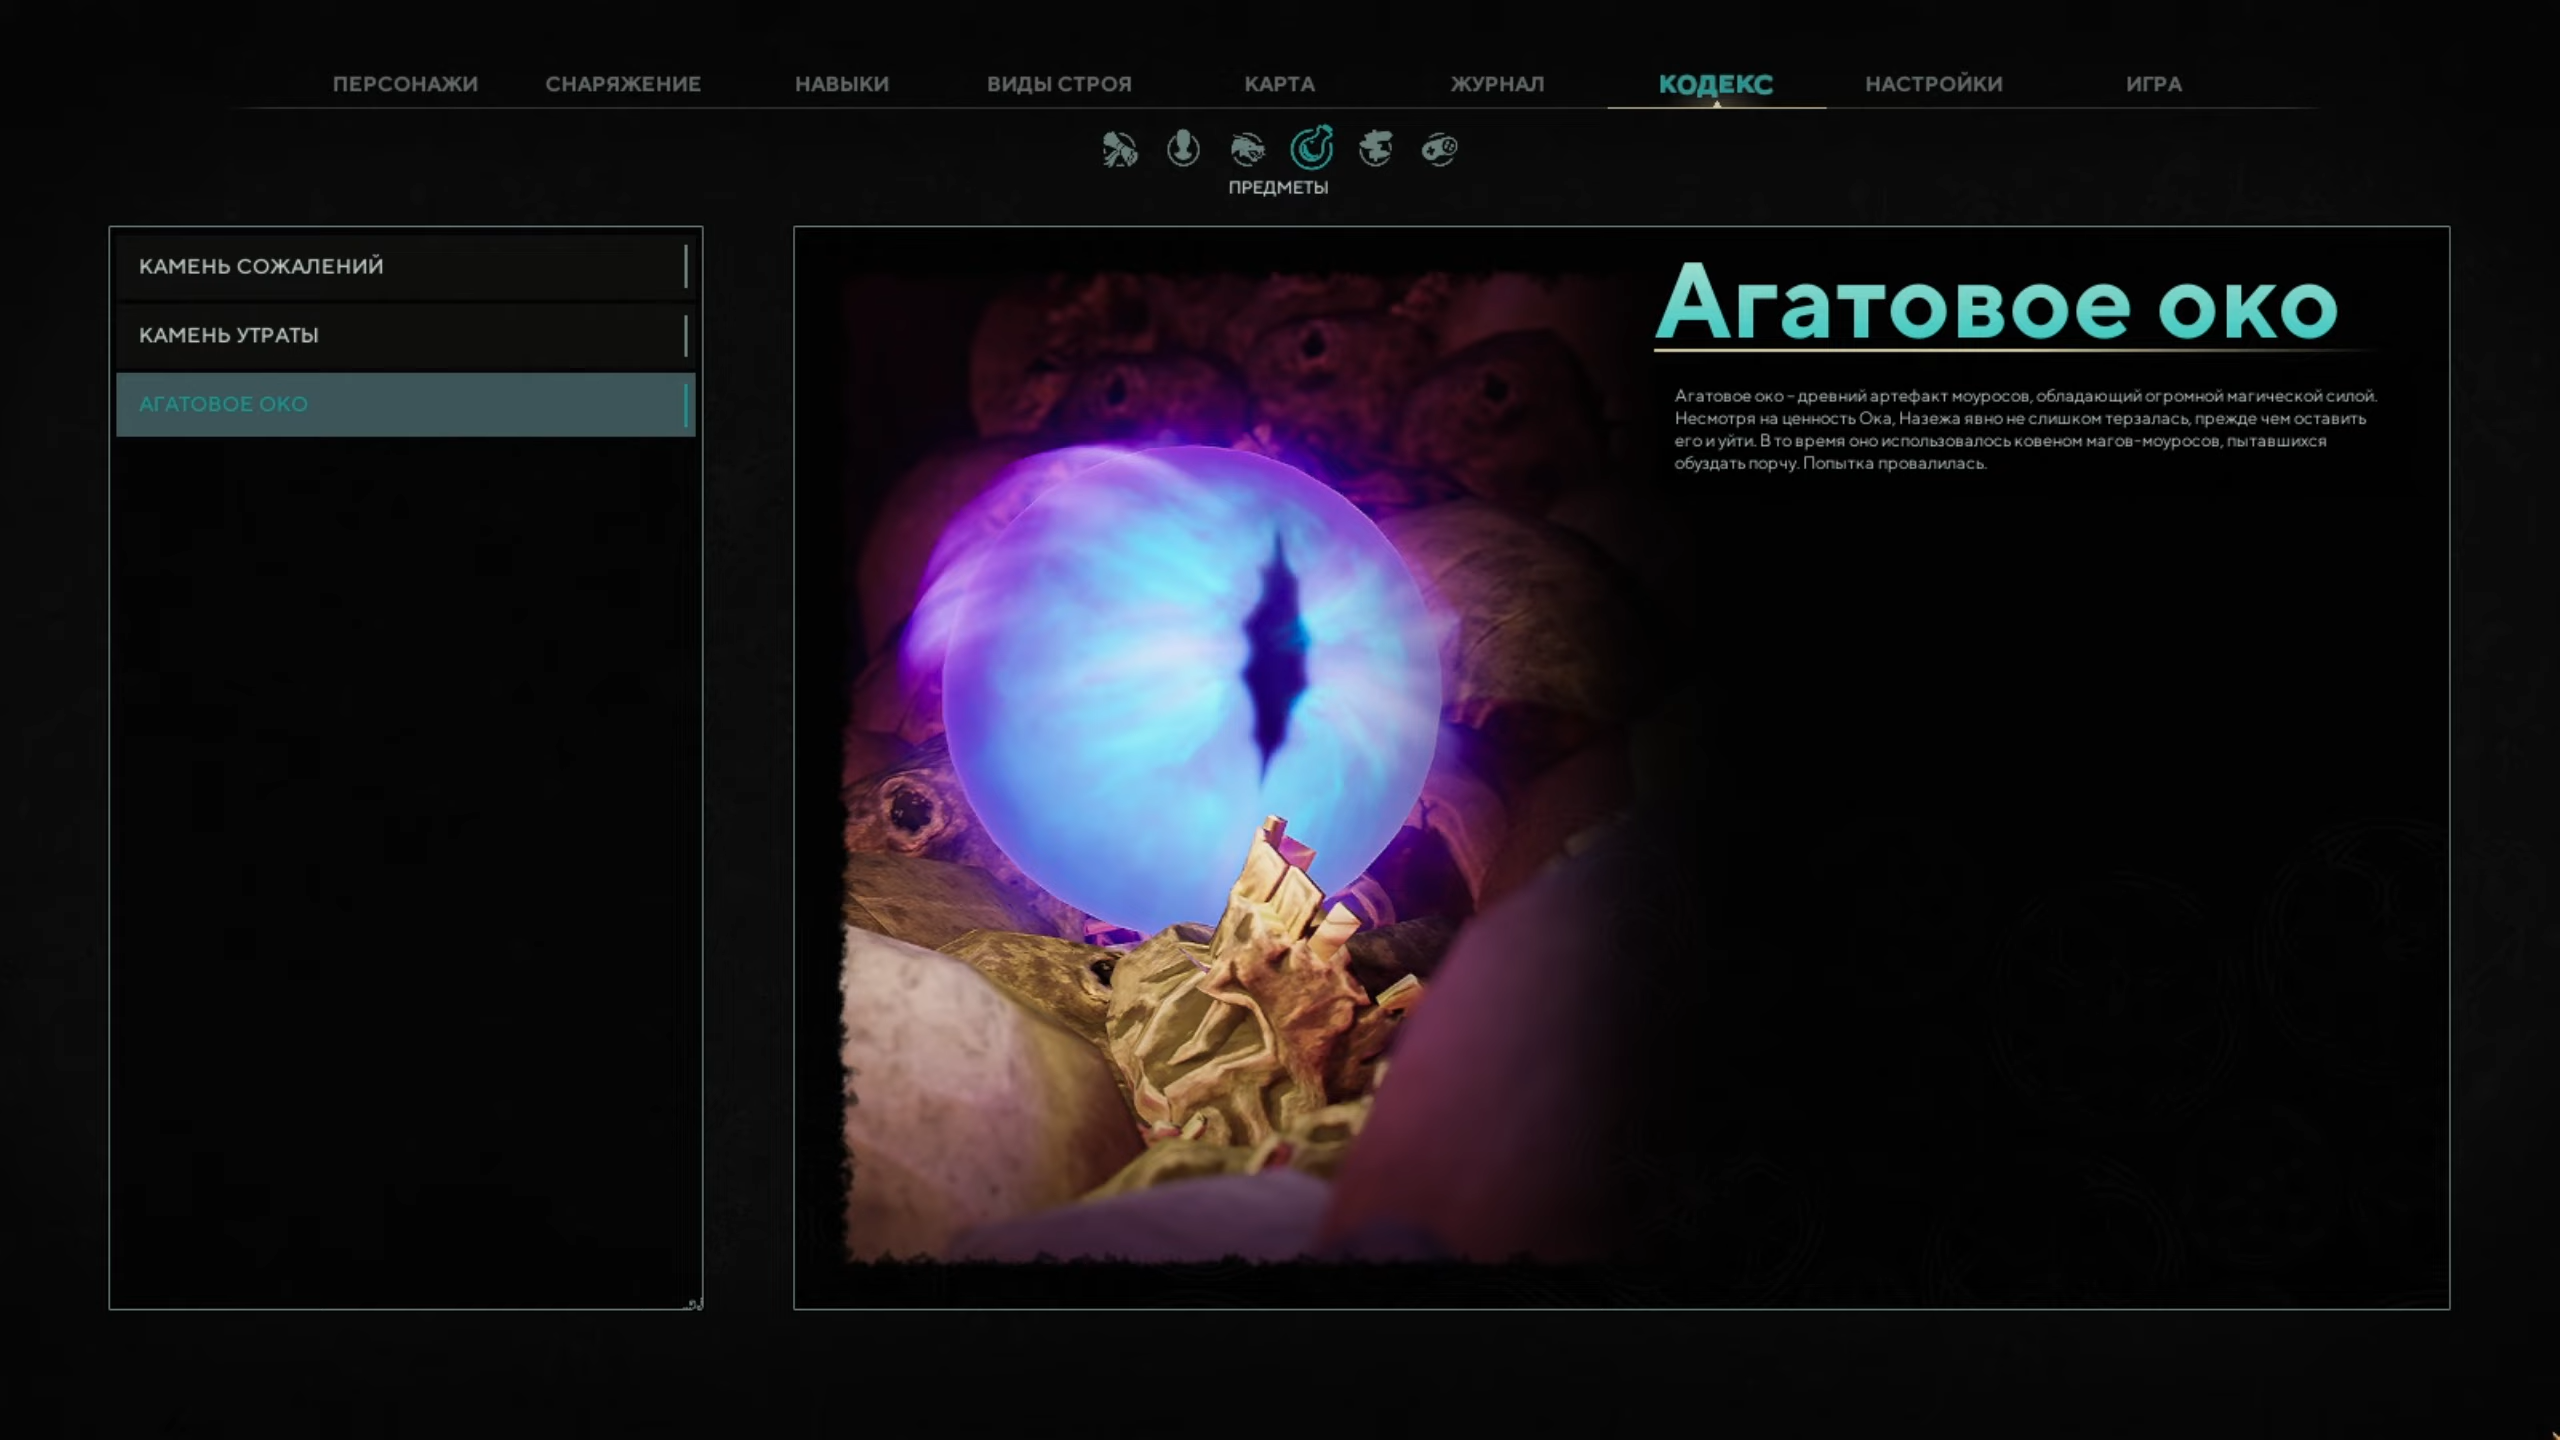 ПЕРСОНАЖИ СНАРЯЖЕНИЕ НАВЫКИ ВИДЫ СТРОЯ КАРТА ЖУРНАЛ КОДЕКС НАСТРОЙКИ ИГРА
ПРЕДМЕТЫ
КАМЕНЬ СОЖАЛЕНИЙ
КАМЕНЬ УТРАТЫ
АГАТОВОЕ ОКО
Агатовое око
Агатовое око – древний артефакт моуросов, обладающий огромной магической силой.
Несмотря на ценность Ока, Назежа явно не слишком терзалась, прежде чем оставить
его и уйти. В то время оно использовалось ковеном магов-моуросов, пытавшихся
обуздать порчу. Попытка провалилась.